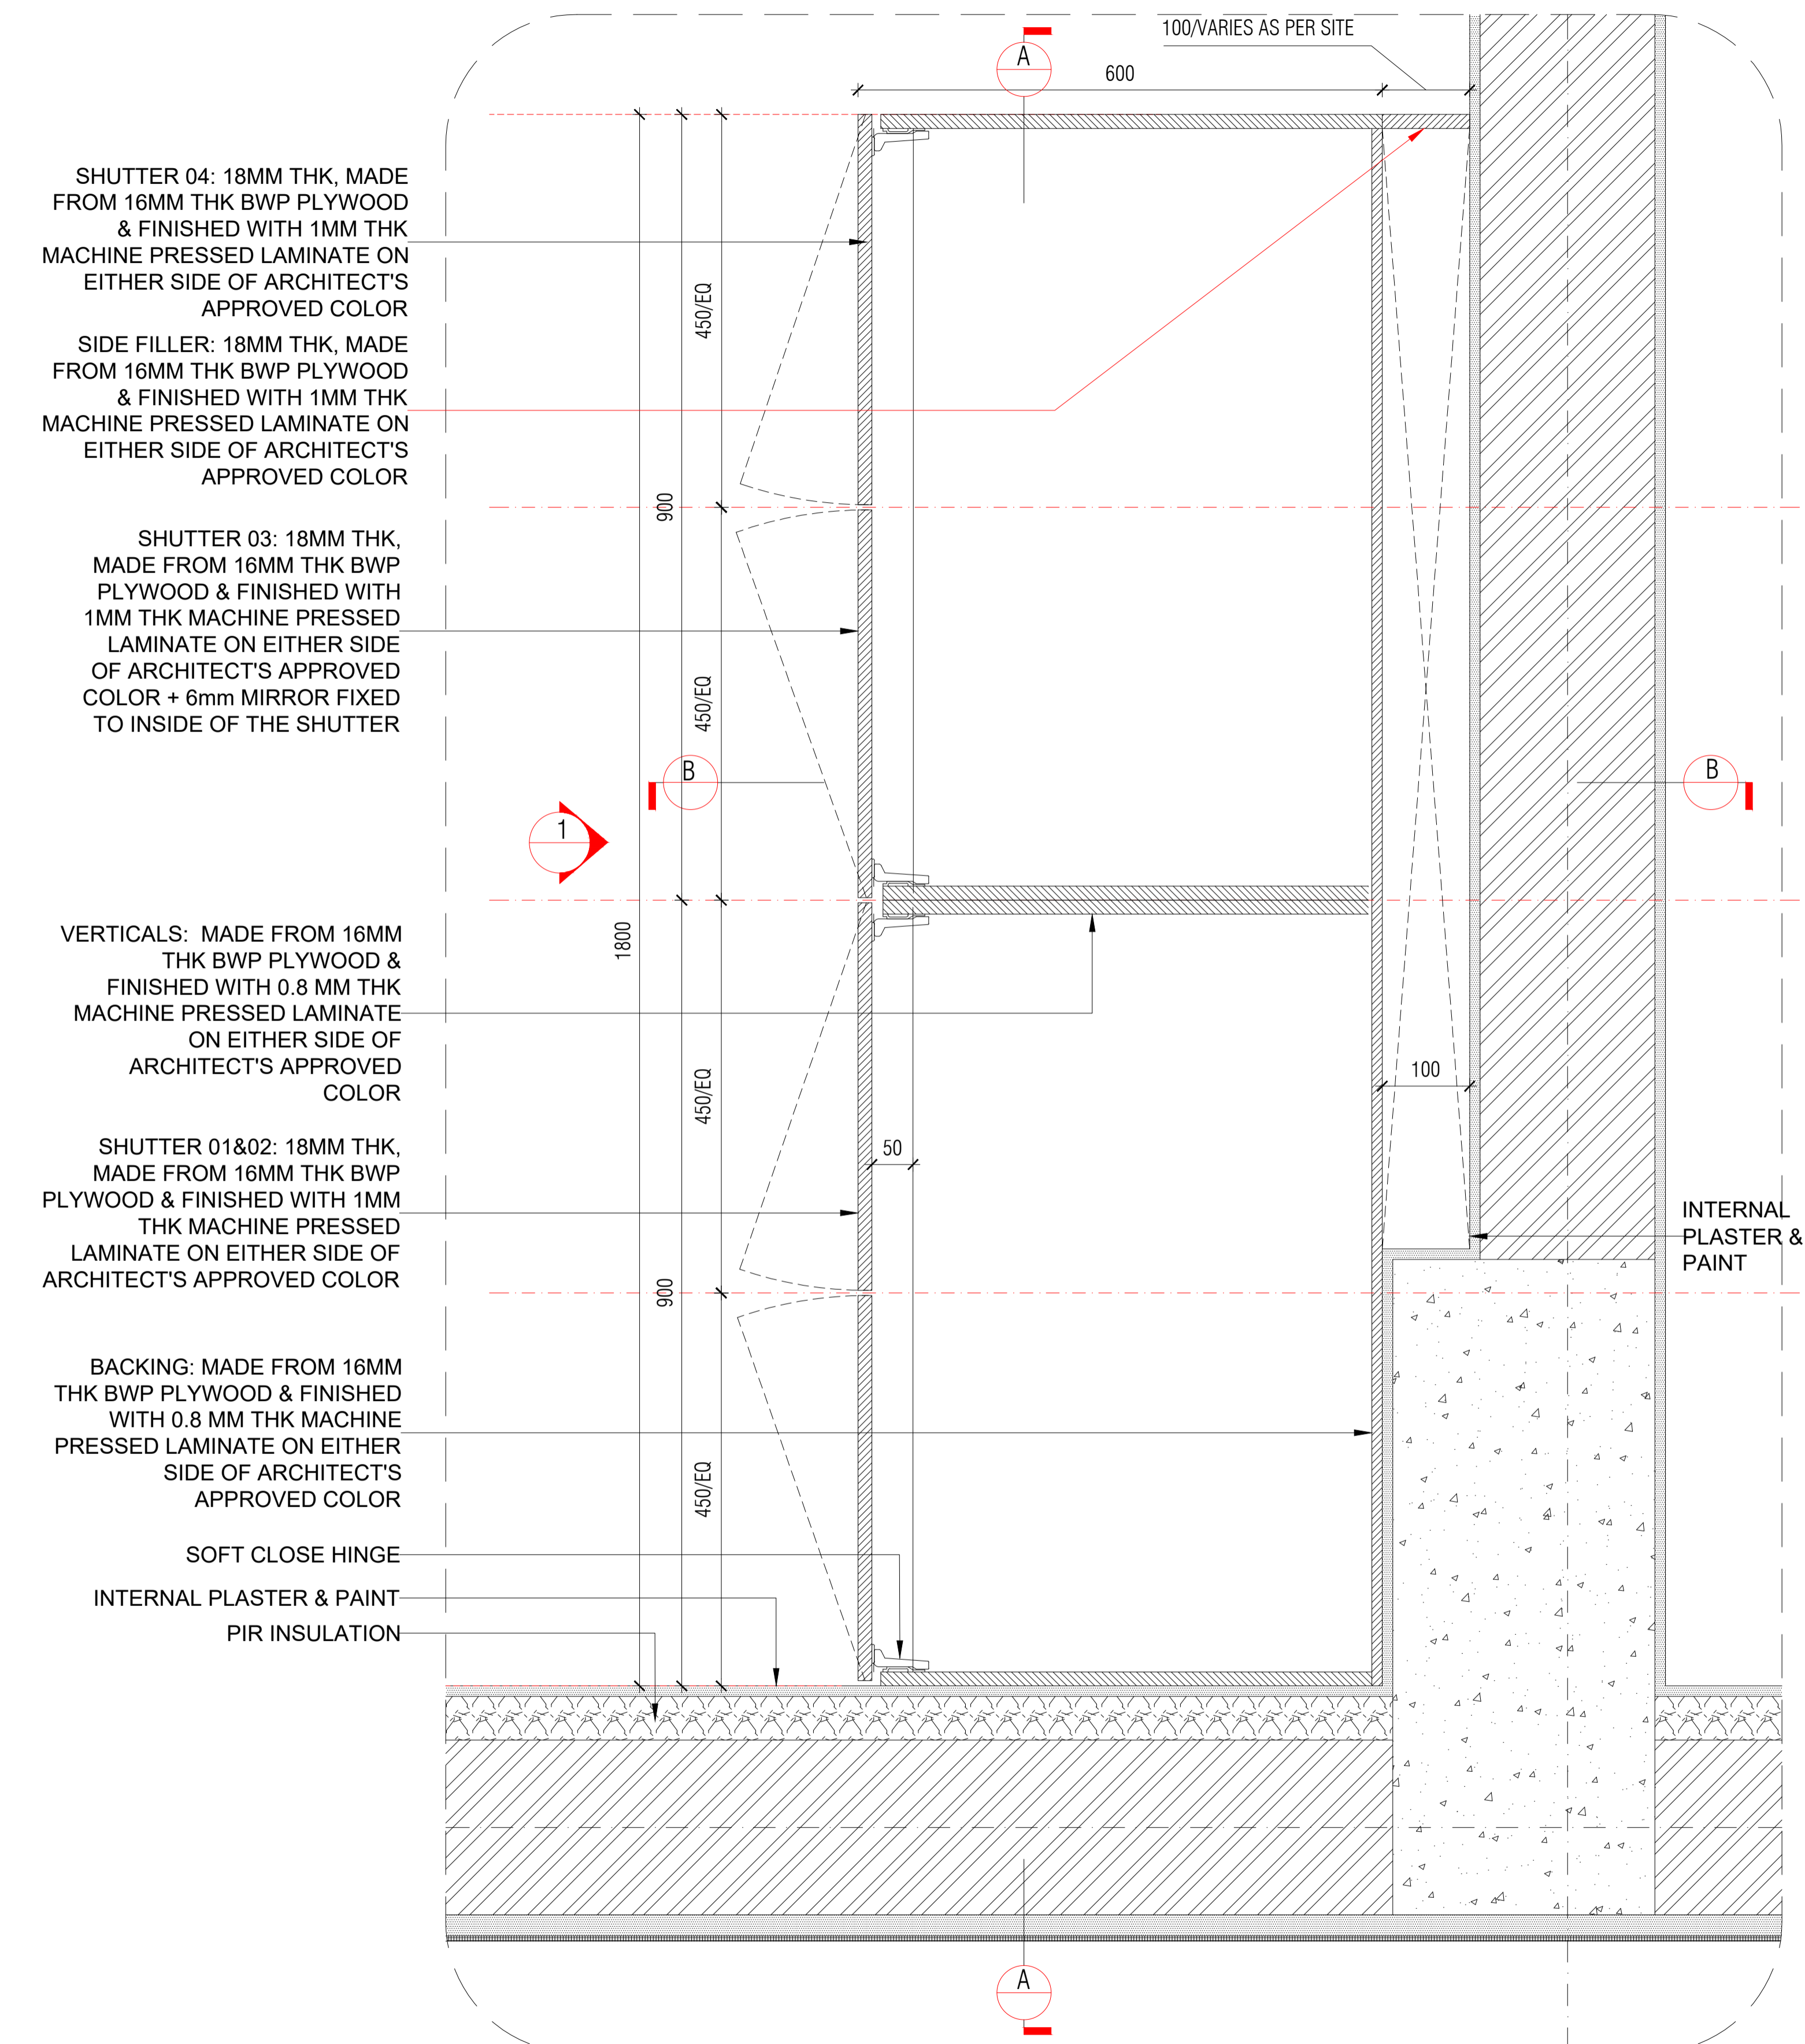 100/VARIES AS PER SITE
A
600
SHUTTER 04: 18MM THK, MADE
FROM 16MM THK BWP PLYWOOD
& FINISHED WITH 1MM THK
MACHINE PRESSED LAMINATE ON
EITHER SIDE OF ARCHITECT'S
APPROVED COLOR
450/EQ
SIDE FILLER: 18MM THK, MADE
FROM 16MM THK BWP PLYWOOD
& FINISHED WITH 1MM THK
MACHINE PRESSED LAMINATE ON
EITHER SIDE OF ARCHITECT'S
APPROVED COLOR
900
SHUTTER 03: 18MM THK,
MADE FROM 16MM THK BWP
PLYWOOD & FINISHED WITH
1MM THK MACHINE PRESSED
LAMINATE ON EITHER SIDE
OF ARCHITECT'S APPROVED
COLOR + 6mm MIRROR FIXED
TO INSIDE OF THE SHUTTER
450/EQ
B
B
1
1800
VERTICALS: MADE FROM 16MM
THK BWP PLYWOOD &
FINISHED WITH 0.8 MM THK
MACHINE PRESSED LAMINATE
ON EITHER SIDE OF
ARCHITECT'S APPROVED
COLOR
450/EQ
100
50
SHUTTER 01&02: 18MM THK,
MADE FROM 16MM THK BWP
PLYWOOD & FINISHED WITH 1MM
THK MACHINE PRESSED
LAMINATE ON EITHER SIDE OF
ARCHITECT'S APPROVED COLOR
INTERNAL
PLASTER &
PAINT
900
BACKING: MADE FROM 16MM
THK BWP PLYWOOD & FINISHED
WITH 0.8 MM THK MACHINE
PRESSED LAMINATE ON EITHER
SIDE OF ARCHITECT'S
APPROVED COLOR
450/EQ
SOFT CLOSE HINGE
INTERNAL PLASTER & PAINT
PIR INSULATION
A